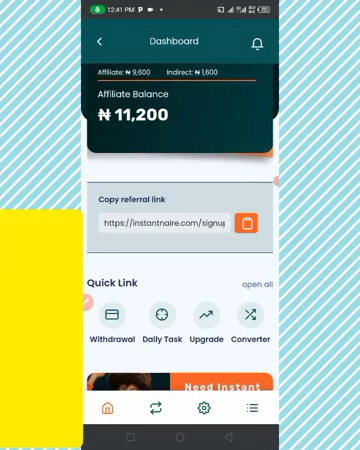 12:41 PM P
Dashboard
Affiliate: ₦ 9,600 Indirect: ₦ 1,600
Affiliate Balance
₦ 11,200
Copy referral link
https://instantnaire.com/signup
Quick Link open all
Withdrawal Daily Task Upgrade Converter
Need Instant